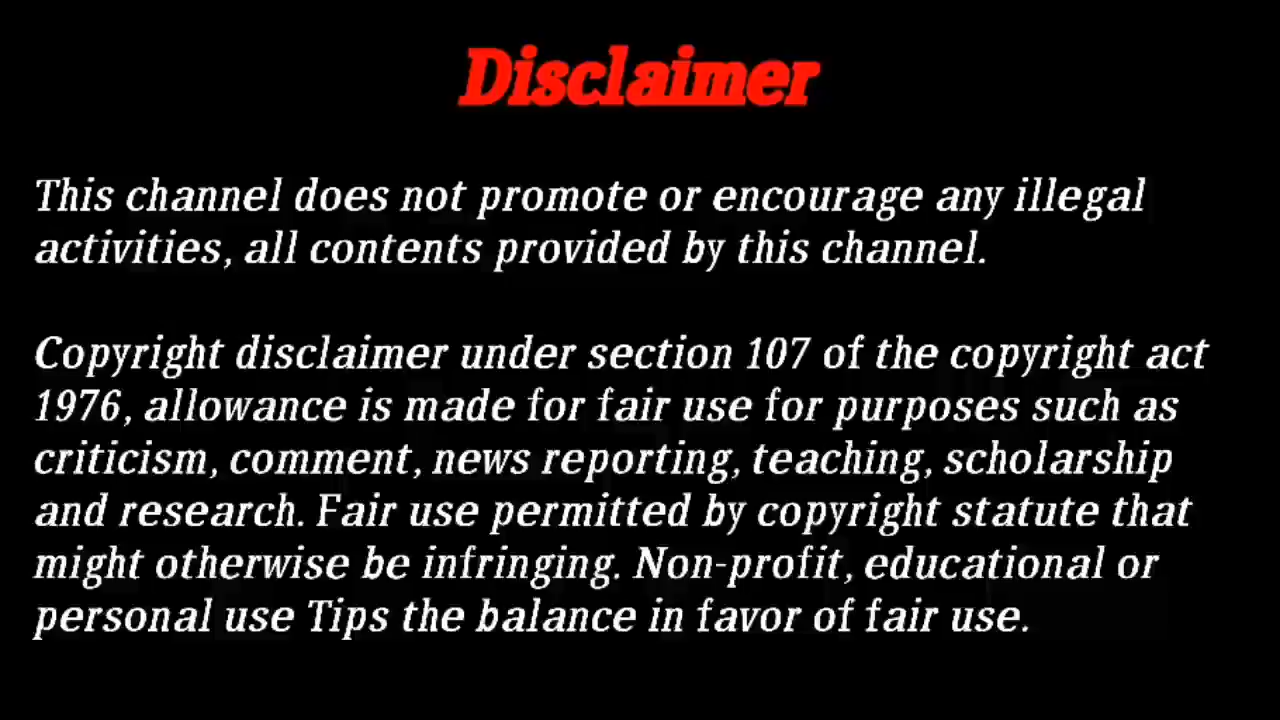 Disclaimer
This channel does not promote or encourage any illegal
activities, all contents provided by this channel.
Copyright disclaimer under section 107 of the copyright act
1976, allowance is made for fair use for purposes such as
criticism, comment, news reporting, teaching, scholarship
and research. Fair use permitted by copyright statute that
might otherwise be infringing. Non-profit, educational or
personal use Tips the balance in favor of fair use.